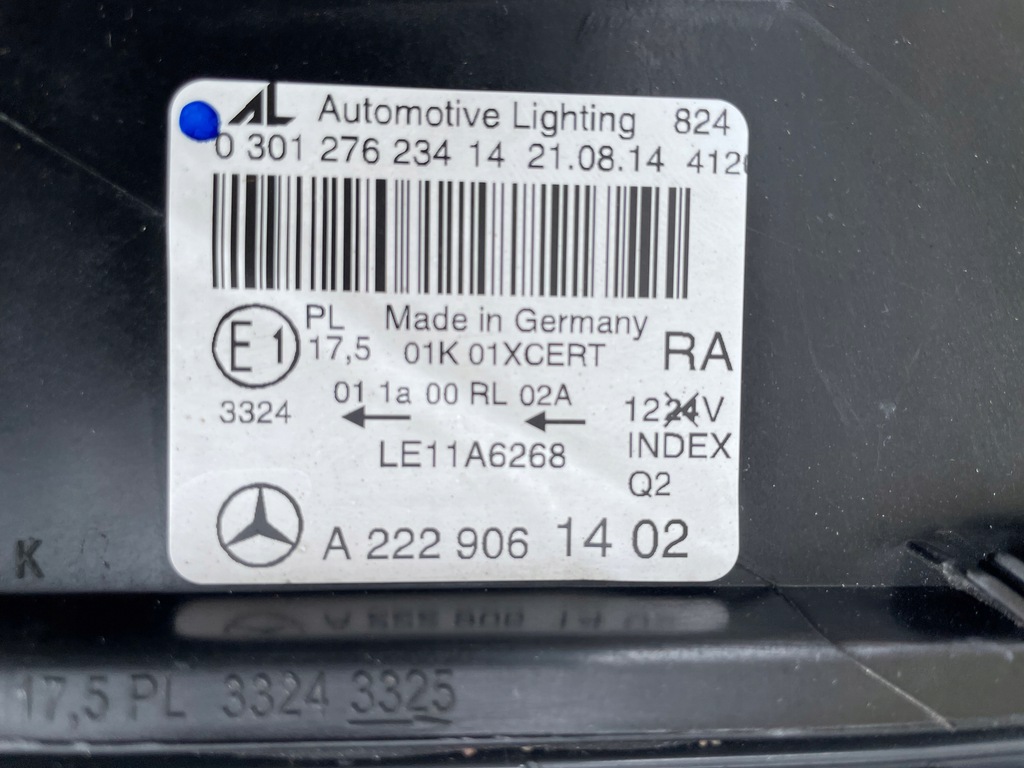 AL Automotive Lighting 824
0 301 276 234 14 21.08.14 412
E1 PL Made in Germany
17,5 01K 01XCERT RA
01 1a 00 RL 02A
3324 12 24V
LE11A6268 INDEX
Q2
A 222 906 14 02
K
17,5 PL 3324 3325